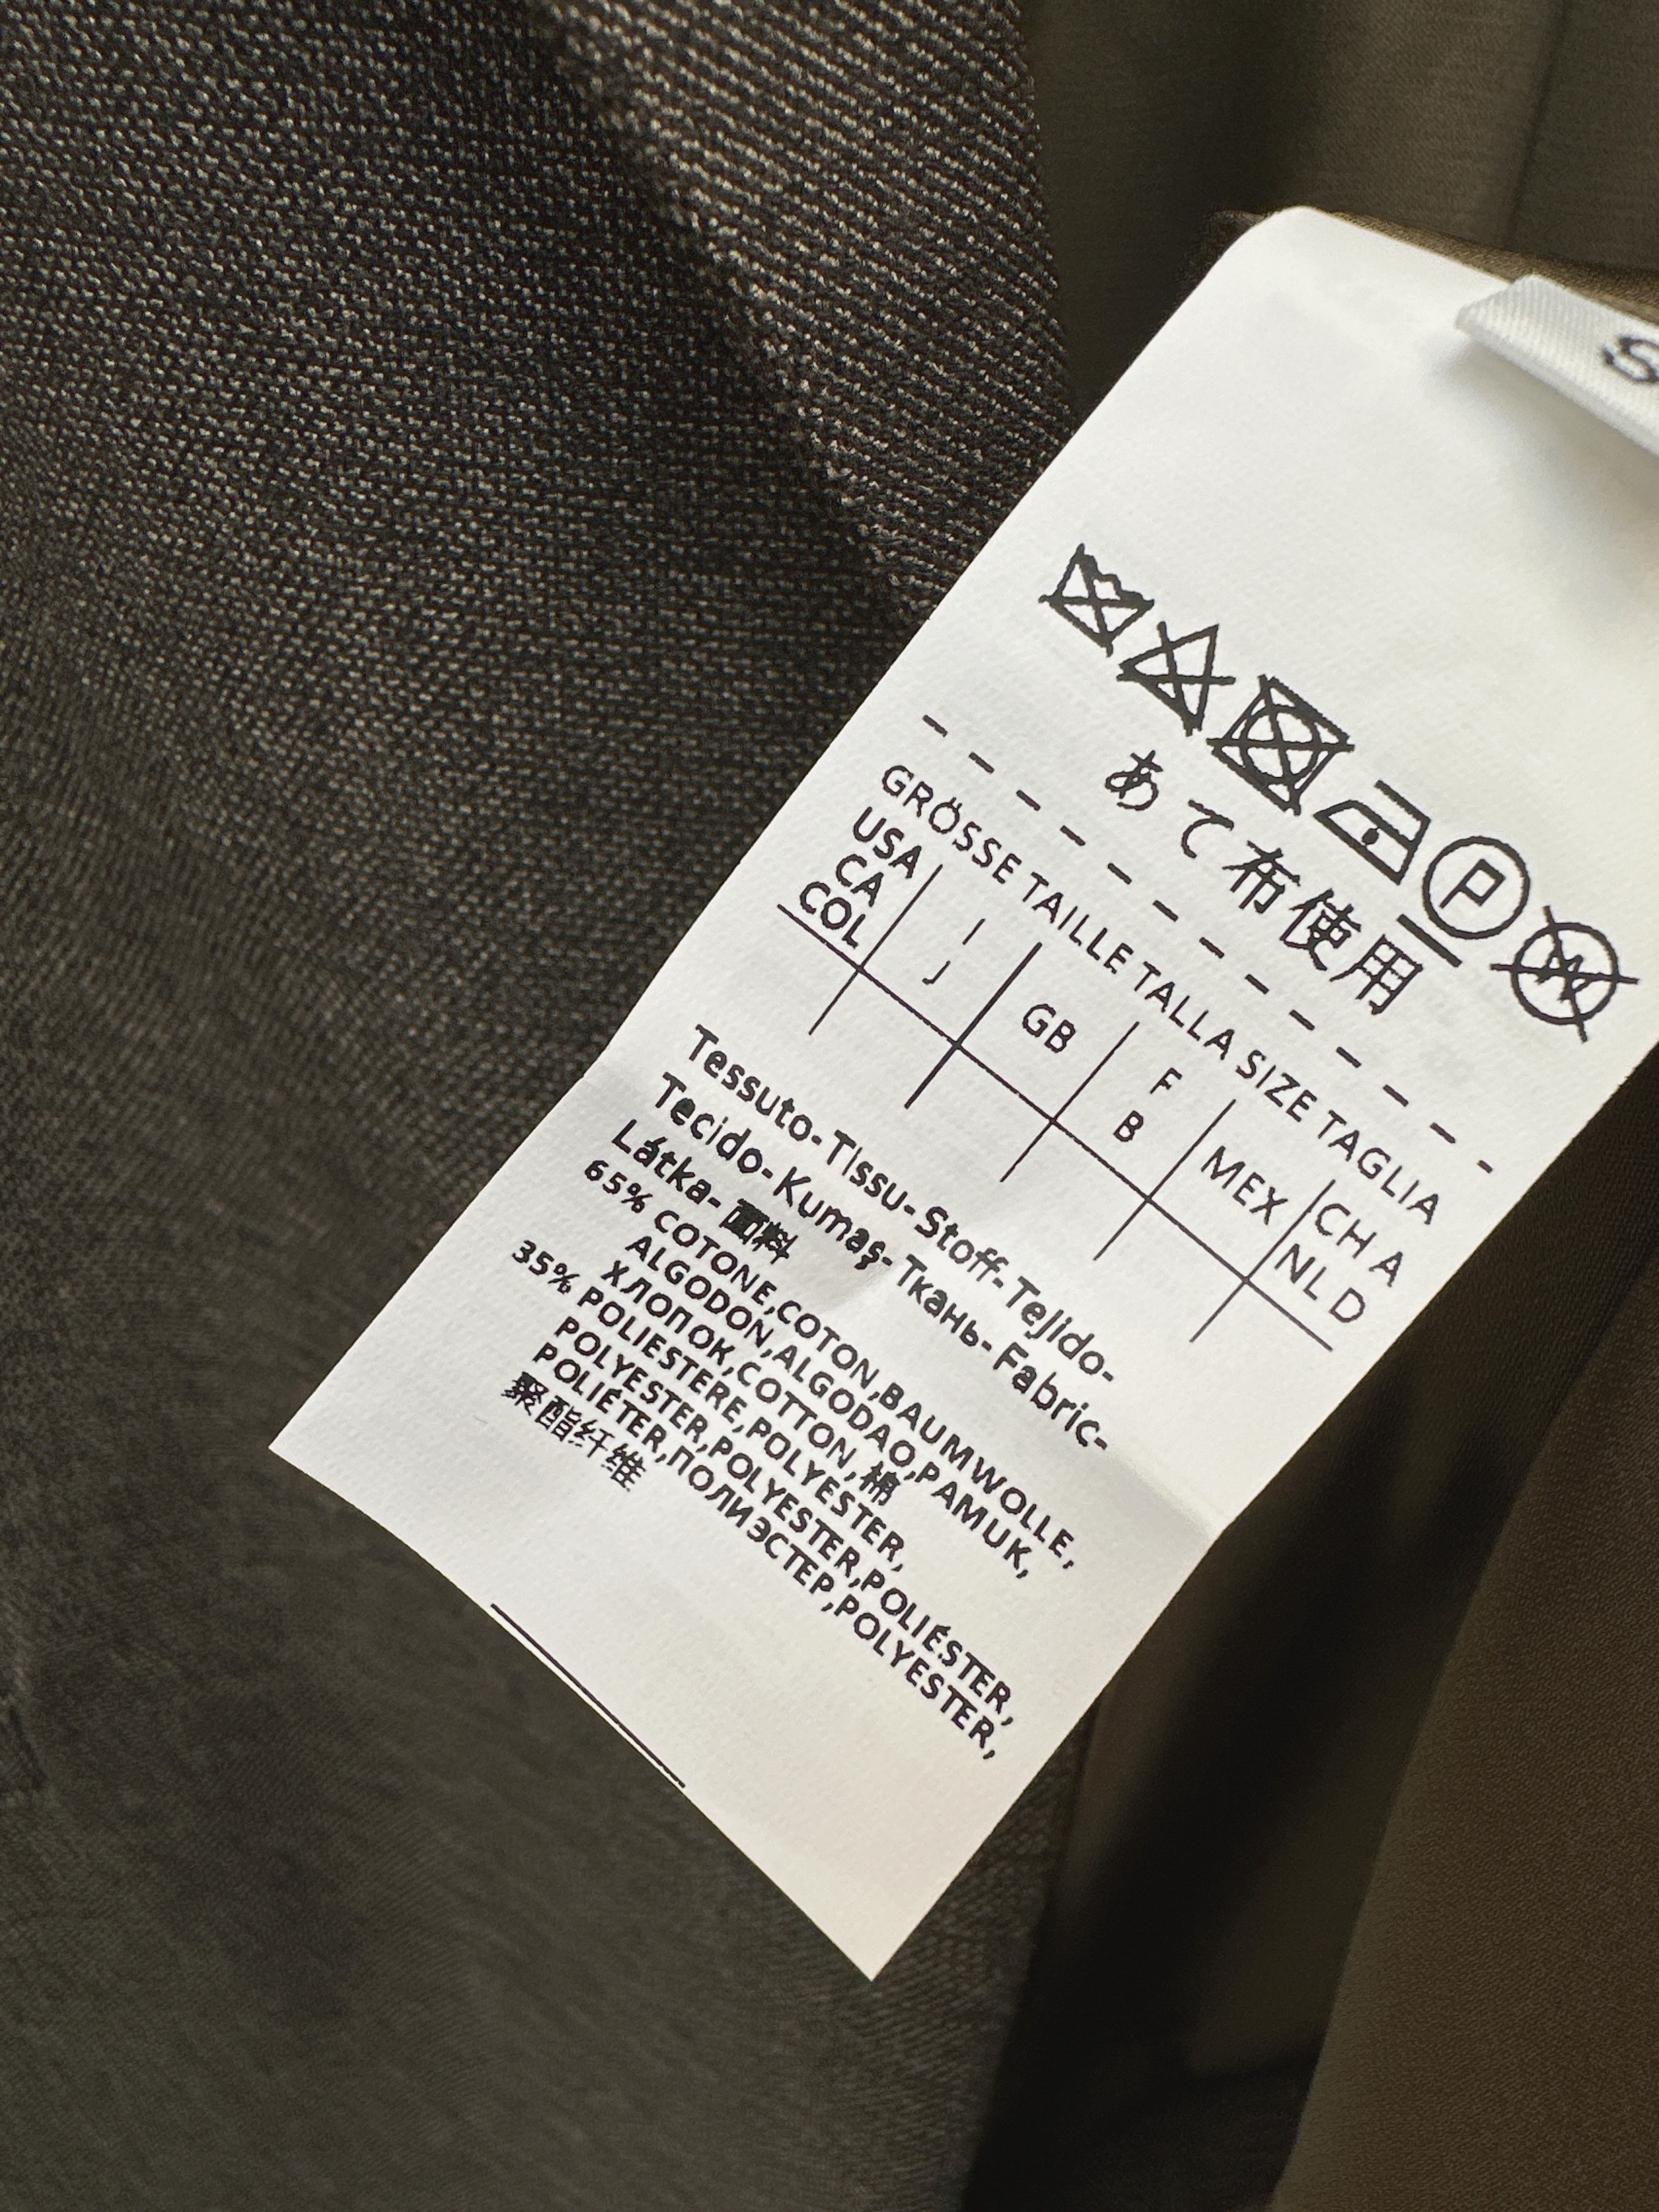 S
P
W
あて布使用
GRÖSSE TAILLE TALLA SIZE TAGLIA
USA CA COL
I J
GB
F B
MEX
CH A NL D
Tessuto-Tissu-Stoff-Tejido-
Tecido-Kumaş-Ткань-Fabric-
Látka-面料
65% COTONE,COTON,BAUMWOLLE,
ALGODON,ALGODAO,PAMUK,
ХЛОПОК,COTTON,棉
35% POLIESTERE,POLYESTER,
POLYESTER,POLYESTER,POLIÉSTER,
POLIÉTER,ПОЛИЭСТЕР,POLYESTER,
聚酯纤维